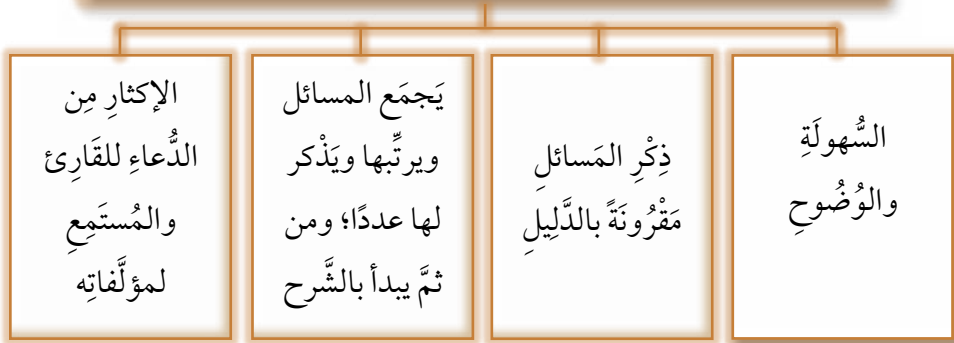 السُّهولَةِ
والوُضُوحِ
ذِكْرِ المَسائلِ
مَقْرُونَةً بالدَّلِيلِ
يَجمَع المسائل
ويرتِّبها ويَذْكر
لها عددًا؛ ومن
ثمَّ يبدأ بالشَّرح
الإكثارِ مِن
الدُّعاءِ للقَارِئ
والمُستَمِعِ
لمؤلَّفاتِه